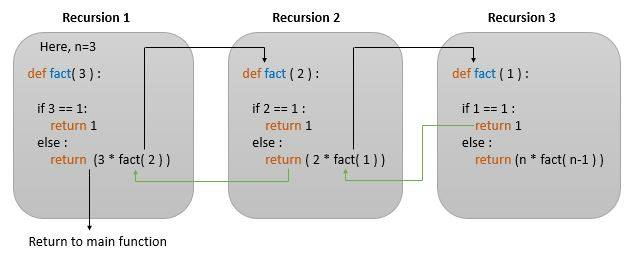 Recursion 1
Here, n=3
def fact( 3 ) :
if 3 == 1:
return 1
else :
return (3 * fact( 2 ) )
Return to main function
Recursion 2
def fact ( 2 ) :
if 2 == 1 :
return 1
else :
return ( 2 * fact( 1 ) )
Recursion 3
def fact ( 1 ) :
if 1 == 1 :
return 1
else :
return (n * fact( n-1 ) )